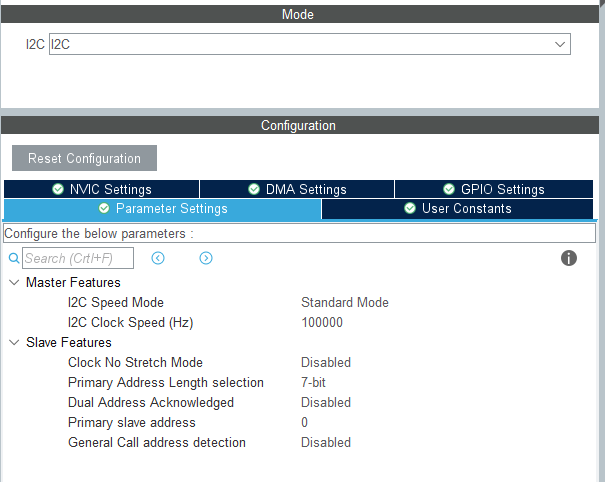 Mode
I2C I2C
Configuration
Reset Configuration
NVIC Settings DMA Settings GPIO Settings
Parameter Settings User Constants
Configure the below parameters :
Search (Crtl+F)
Master Features
I2C Speed Mode Standard Mode
I2C Clock Speed (Hz) 100000
Slave Features
Clock No Stretch Mode Disabled
Primary Address Length selection 7-bit
Dual Address Acknowledged Disabled
Primary slave address 0
General Call address detection Disabled